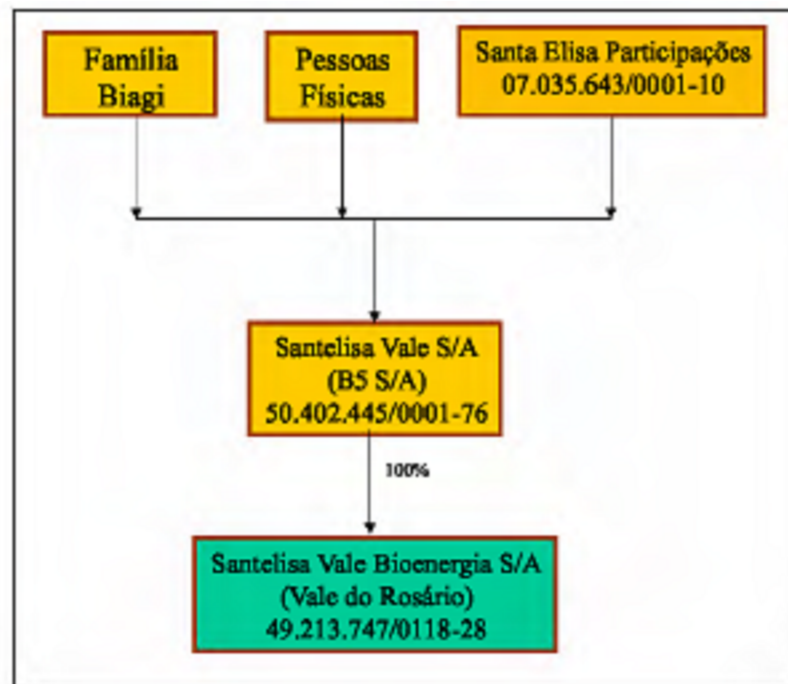 Família
Biagi
Pessoas
Físicas
Santa Elisa Participações
07.035.643/0001-10
Santelisa Vale S/A
(B5 S/A)
50.402.445/0001-76
100%
Santelisa Vale Bioenergia S/A
(Vale do Rosário)
49.213.747/0118-28